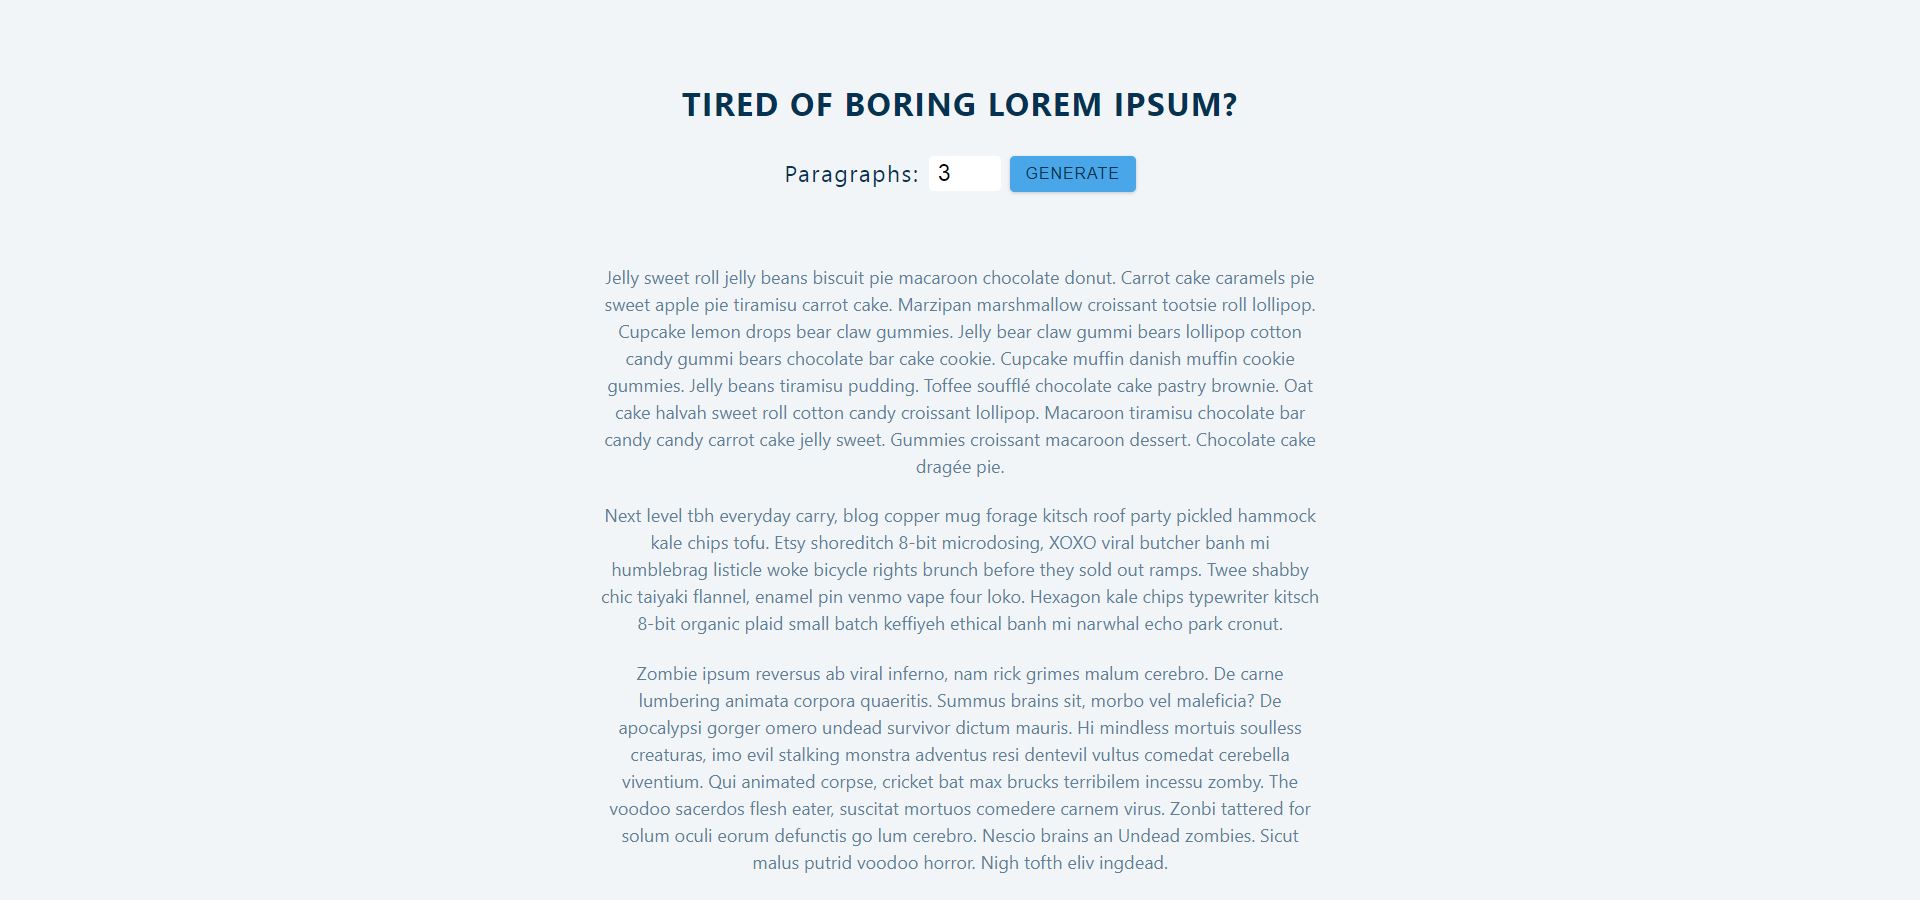 TIRED OF BORING LOREM IPSUM?
Paragraphs: 3 GENERATE
Jelly sweet roll jelly beans biscuit pie macaroon chocolate donut. Carrot cake caramels pie
sweet apple pie tiramisu carrot cake. Marzipan marshmallow croissant tootsie roll lollipop.
Cupcake lemon drops bear claw gummies. Jelly bear claw gummi bears lollipop cotton
candy gummi bears chocolate bar cake cookie. Cupcake muffin danish muffin cookie
gummies. Jelly beans tiramisu pudding. Toffee soufflé chocolate cake pastry brownie. Oat
cake halvah sweet roll cotton candy croissant lollipop. Macaroon tiramisu chocolate bar
candy candy carrot cake jelly sweet. Gummies croissant macaroon dessert. Chocolate cake
dragée pie.
Next level tbh everyday carry, blog copper mug forage kitsch roof party pickled hammock
kale chips tofu. Etsy shoreditch 8-bit microdosing, XOXO viral butcher banh mi
humblebrag listicle woke bicycle rights brunch before they sold out ramps. Twee shabby
chic taiyaki flannel, enamel pin venmo vape four loko. Hexagon kale chips typewriter kitsch
8-bit organic plaid small batch keffiyeh ethical banh mi narwhal echo park cronut.
Zombie ipsum reversus ab viral inferno, nam rick grimes malum cerebro. De carne
lumbering animata corpora quaeritis. Summus brains sit, morbo vel maleficia? De
apocalypsi gorger omero undead survivor dictum mauris. Hi mindless mortuis soulless
creaturas, imo evil stalking monstra adventus resi dentevil vultus comedat cerebella
viventium. Qui animated corpse, cricket bat max brucks terribilem incessu zomby. The
voodoo sacerdos flesh eater, suscitat mortuos comedere carnem virus. Zonbi tattered for
solum oculi eorum defunctis go lum cerebro. Nescio brains an Undead zombies. Sicut
malus putrid voodoo horror. Nigh tofth eliv ingdead.